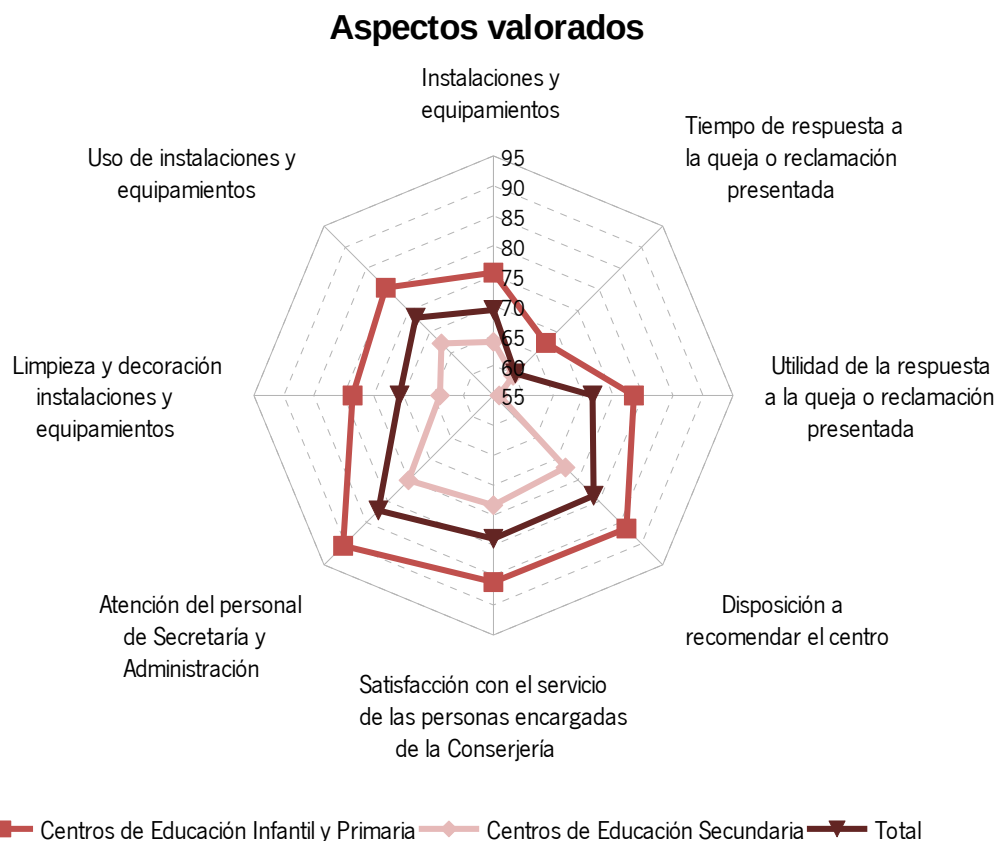 Aspectos valorados
Instalaciones y
equipamientos
Tiempo de respuesta a
la queja o reclamación
presentada
Uso de instalaciones y
equipamientos
95
90
85
80
75
70
65
60
55
Limpieza y decoración
instalaciones y
equipamientos
Utilidad de la respuesta
a la queja o reclamación
presentada
Atención del personal
de Secretaría y
Administración
Disposición a
recomendar el centro
Satisfacción con el servicio
de las personas encargadas
de la Conserjería
Centros de Educación Infantil y Primaria Centros de Educación Secundaria Total